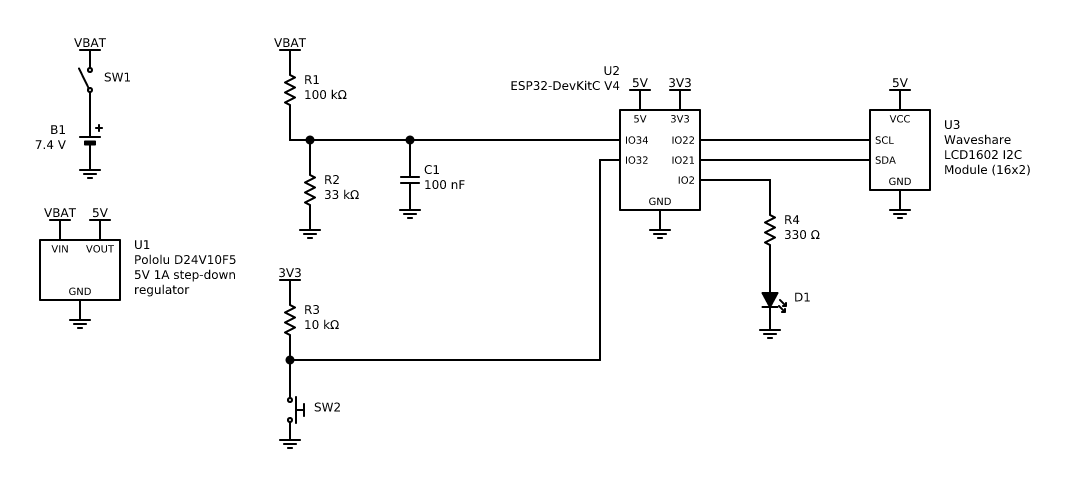 VBAT
SW1
B1
7.4 V
+
VBAT
5V
VIN
VOUT
GND
U1
Pololu D24V10F5
5V 1A step-down
regulator
VBAT
R1
100 kΩ
R2
33 kΩ
C1
100 nF
3V3
R3
10 kΩ
SW2
U2
ESP32-DevKitC V4
5V
3V3
5V
3V3
IO34
IO32
IO22
IO21
IO2
GND
R4
330 Ω
D1
5V
VCC
SCL
SDA
GND
U3
Waveshare
LCD1602 I2C
Module (16x2)